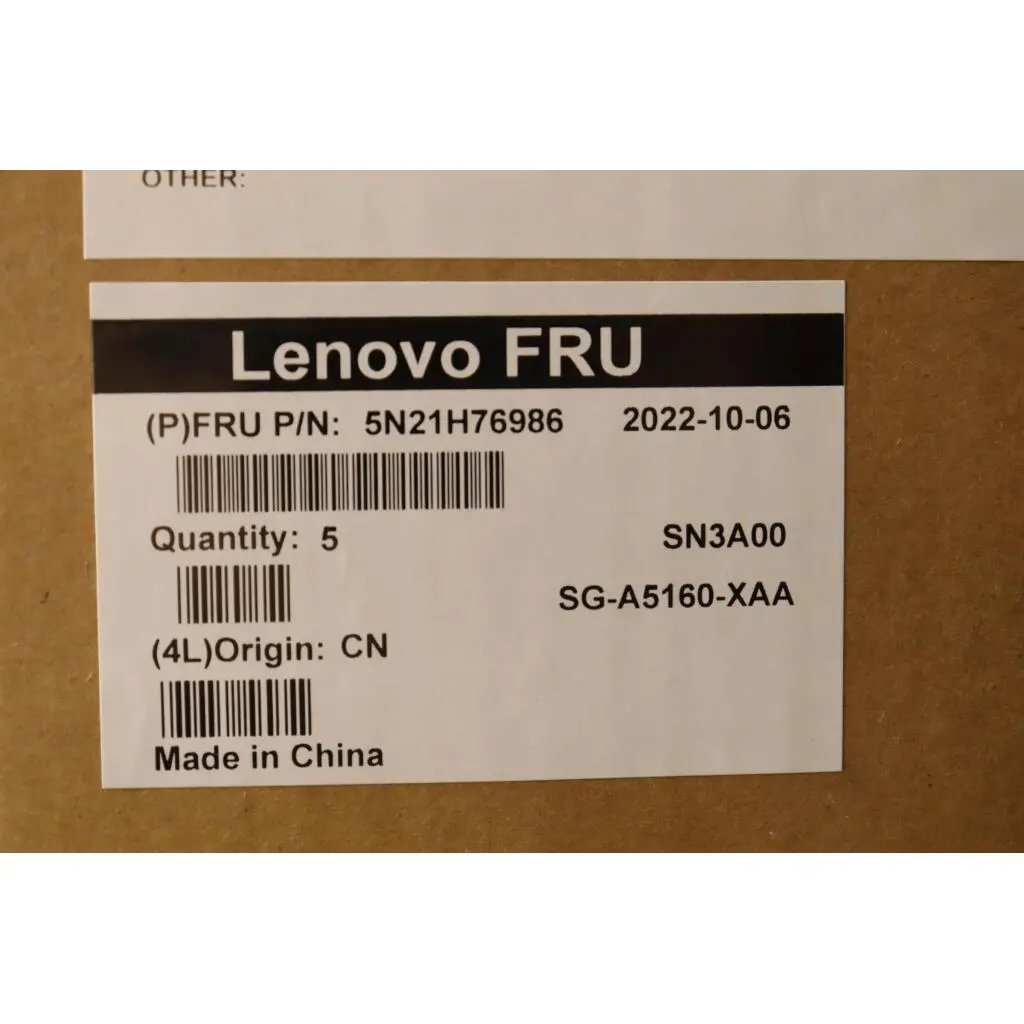 OTHER:
Lenovo FRU
(P)FRU P/N: 5N21H76986 2022-10-06
Quantity: 5 SN3A00
SG-A5160-XAA
(4L)Origin: CN
Made in China